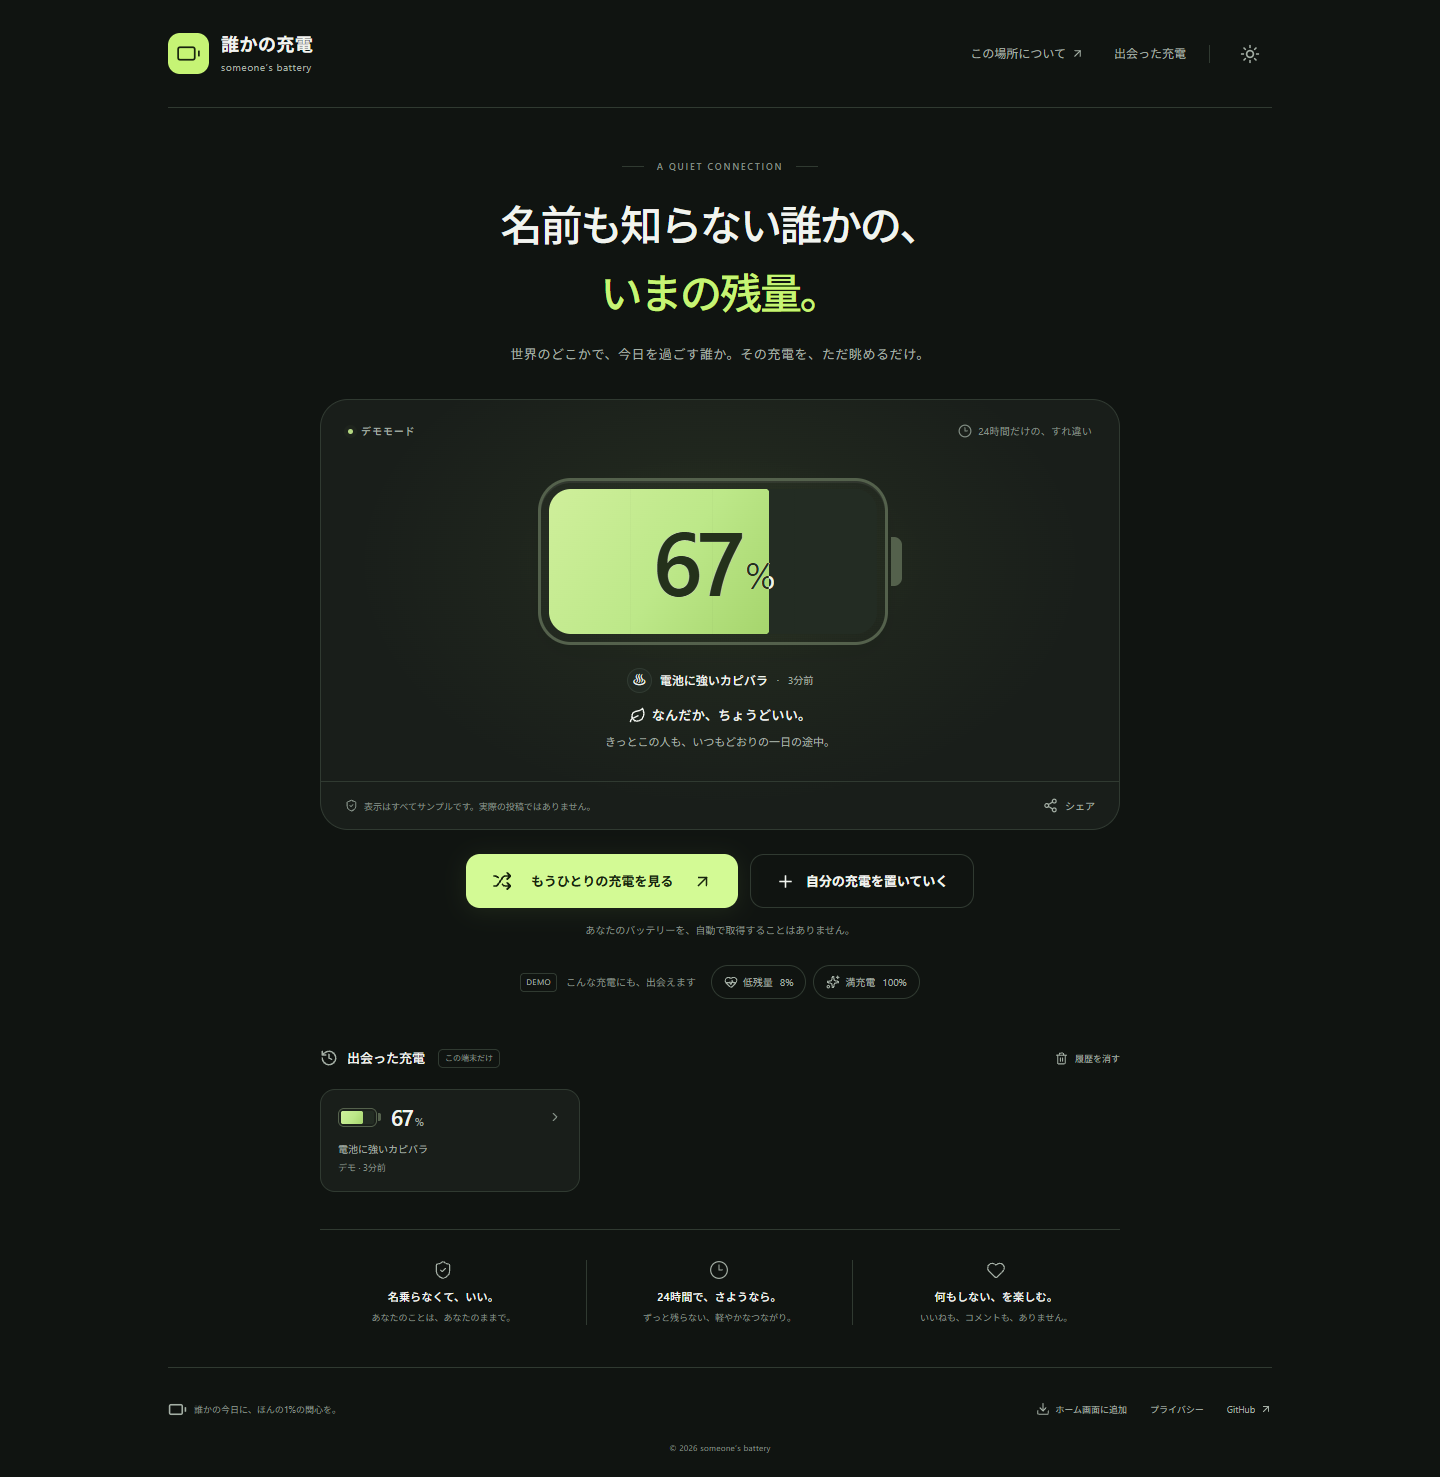 誰かの充電
someone's battery
この場所について
出会った充電
A QUIET CONNECTION
名前も知らない誰かの、
いまの残量。
世界のどこかで、今日を過ごす誰か。その充電を、ただ眺めるだけ。
デモモード
24時間だけの、すれ違い
67%
電池に強いカピバラ · 3分前
なんだか、ちょうどいい。
きっとこの人も、いつもどおりの一日の途中。
表示はすべてサンプルです。実際の投稿ではありません。
シェア
もうひとりの充電を見る
自分の充電を置いていく
あなたのバッテリーを、自動で取得することはありません。
DEMO こんな充電にも、出会えます 低残量 8% 満充電 100%
出会った充電 この端末だけ
履歴を消す
67%
電池に強いカピバラ
デモ · 3分前
名乗らなくて、いい。
あなたのことは、あなたのままで。
24時間で、さようなら。
ずっと残らない、軽やかなつながり。
何もしない、を楽しむ。
いいねも、コメントも、ありません。
誰かの今日に、ほんの1%の関心を。
ホーム画面に追加
プライバシー
GitHub
© 2026 someone's battery